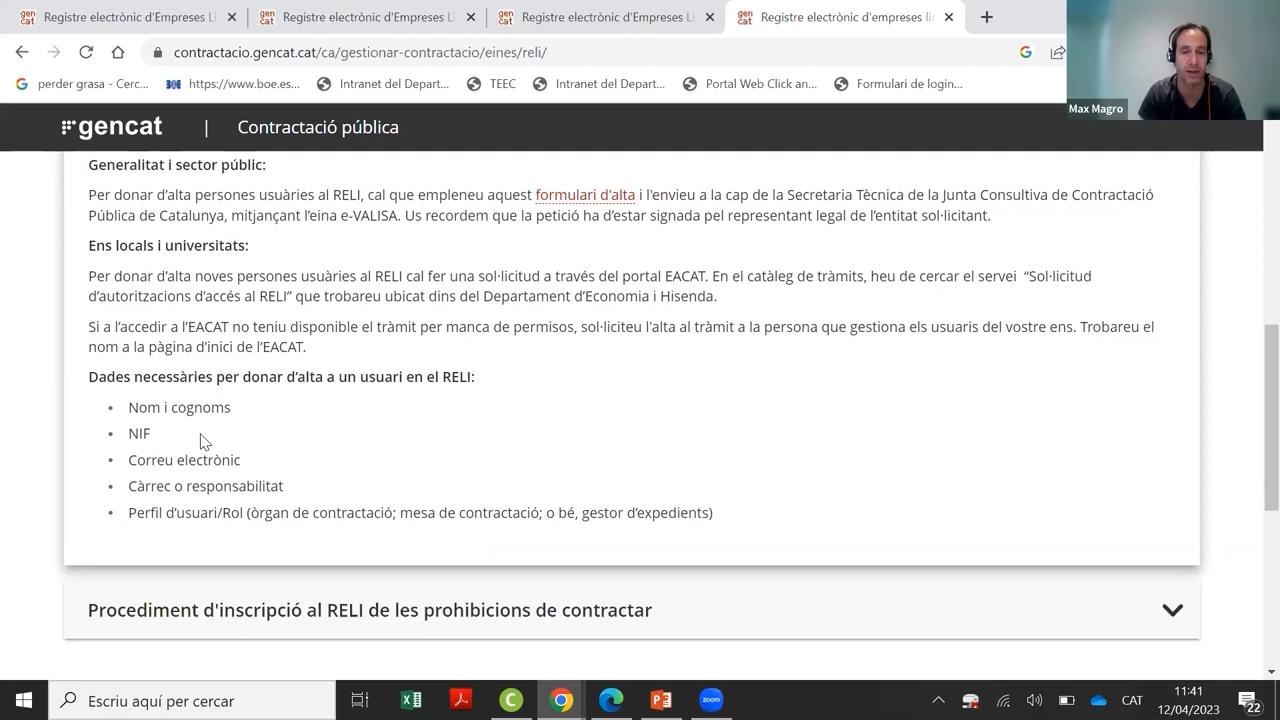 Registre electrònic d'Empreses Li
Registre electrònic d'Empreses Li
Registre electrònic d'Empreses Li
Registre electrònic d'empreses lic
contractacio.gencat.cat/ca/gestionar-contractacio/eines/reli/
perder grasa - Cerc...
https://www.boe.es...
Intranet del Depart...
TEEC
Intranet del Depart...
Portal Web Click an...
Formulari de login...
Max Magro
gencat | Contractació pública
Generalitat i sector públic:
Per donar d’alta persones usuàries al RELI, cal que empleneu aquest formulari d'alta i l'envieu a la cap de la Secretaria Tècnica de la Junta Consultiva de Contractació
Pública de Catalunya, mitjançant l’eina e-VALISA. Us recordem que la petició ha d’estar signada pel representant legal de l’entitat sol·licitant.
Ens locals i universitats:
Per donar d’alta noves persones usuàries al RELI cal fer una sol·licitud a través del portal EACAT. En el catàleg de tràmits, heu de cercar el servei “Sol·licitud
d’autoritzacions d’accés al RELI” que trobareu ubicat dins del Departament d’Economia i Hisenda.
Si a l’accedir a l’EACAT no teniu disponible el tràmit per manca de permisos, sol·liciteu l'alta al tràmit a la persona que gestiona els usuaris del vostre ens. Trobareu el
nom a la pàgina d’inici de l’EACAT.
Dades necessàries per donar d’alta a un usuari en el RELI:
• Nom i cognoms
• NIF
• Correu electrònic
• Càrrec o responsabilitat
• Perfil d’usuari/Rol (òrgan de contractació; mesa de contractació; o bé, gestor d’expedients)
Procediment d'inscripció al RELI de les prohibicions de contractar
Escriu aquí per cercar
zoom
CAT
11:41
12/04/2023
22